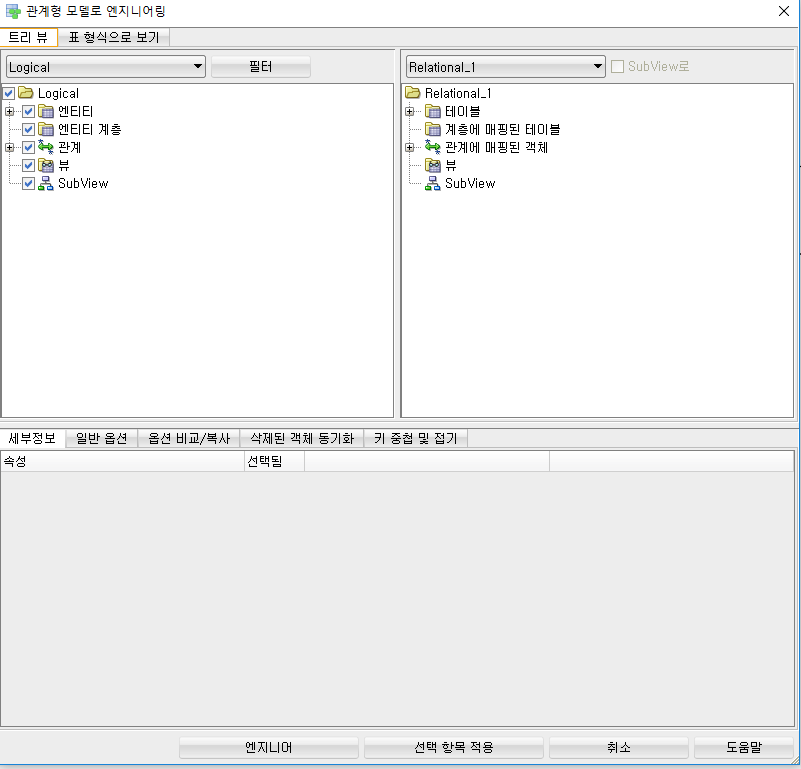 관계형 모델로 엔지니어링
트리 뷰 표 형식으로 보기
Logical 필터 Relational_1 SubView로
Logical
엔티티
엔티티 계층
관계
뷰
SubView
Relational_1
테이블
계층에 매핑된 테이블
관계에 매핑된 객체
뷰
SubView
세부정보 일반 옵션 옵션 비교/복사 삭제된 객체 동기화 키 중첩 및 접기
속성 선택됨
엔지니어 선택 항목 적용 취소 도움말